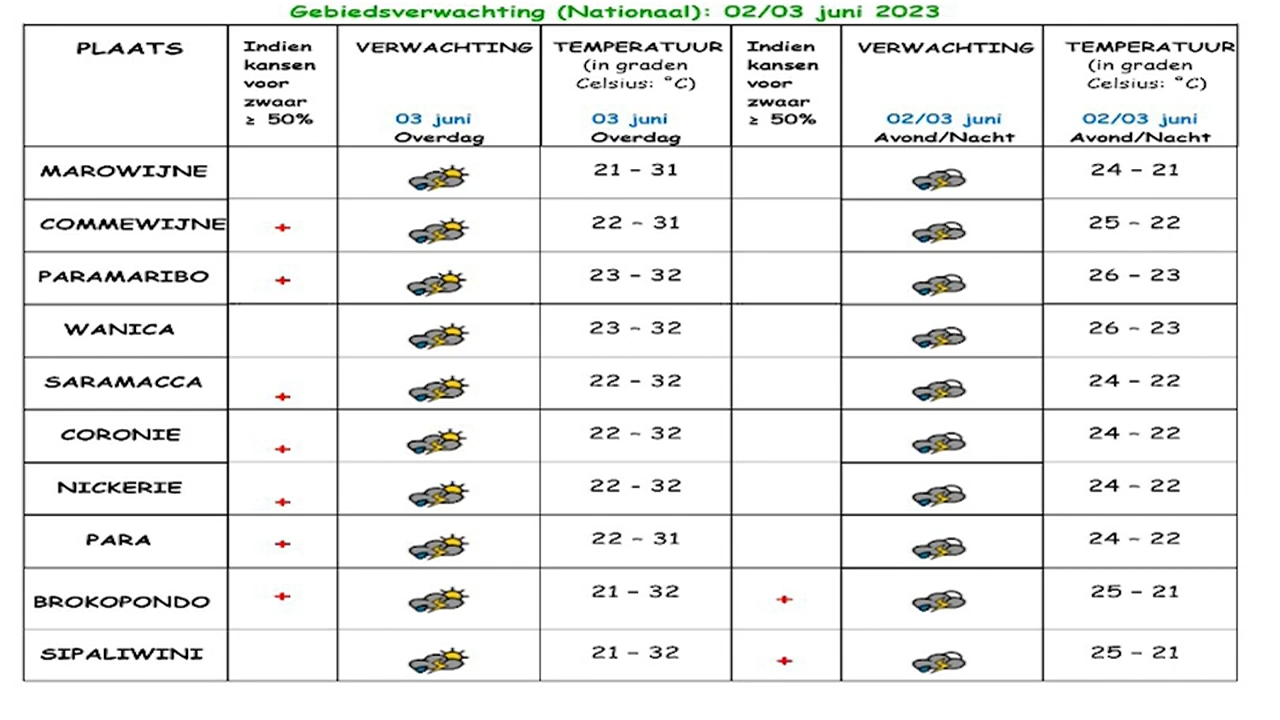 Gebiedsverwachting (Nationaal): 02/03 juni 2023
PLAATS
Indien
kansen
voor
zwaar
≥ 50%
VERWACHTING
03 juni
Overdag
TEMPERATUUR
(in graden
Celsius: °C)
03 juni
Overdag
Indien
kansen
voor
zwaar
≥ 50%
VERWACHTING
02/03 juni
Avond/Nacht
TEMPERATUUR
(in graden
Celsius: °C)
02/03 juni
Avond/Nacht
MAROWIJNE 21 - 31 24 - 21
COMMEWIJNE + 22 - 31 25 - 22
PARAMARIBO + 23 - 32 26 - 23
WANICA 23 - 32 26 - 23
SARAMACCA + 22 - 32 24 - 22
CORONIE + 22 - 32 24 - 22
NICKERIE + 22 - 32 24 - 22
PARA + 22 - 31 24 - 22
BROKOPONDO + 21 - 32 + 25 - 21
SIPALIWINI 21 - 32 + 25 - 21